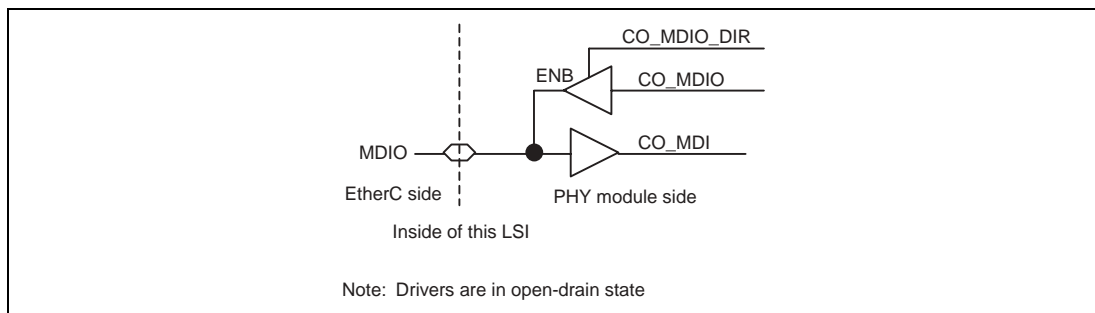 CO_MDIO_DIR
ENB
CO_MDIO
MDIO
CO_MDI
EtherC side
PHY module side
Inside of this LSI
Note: Drivers are in open-drain state